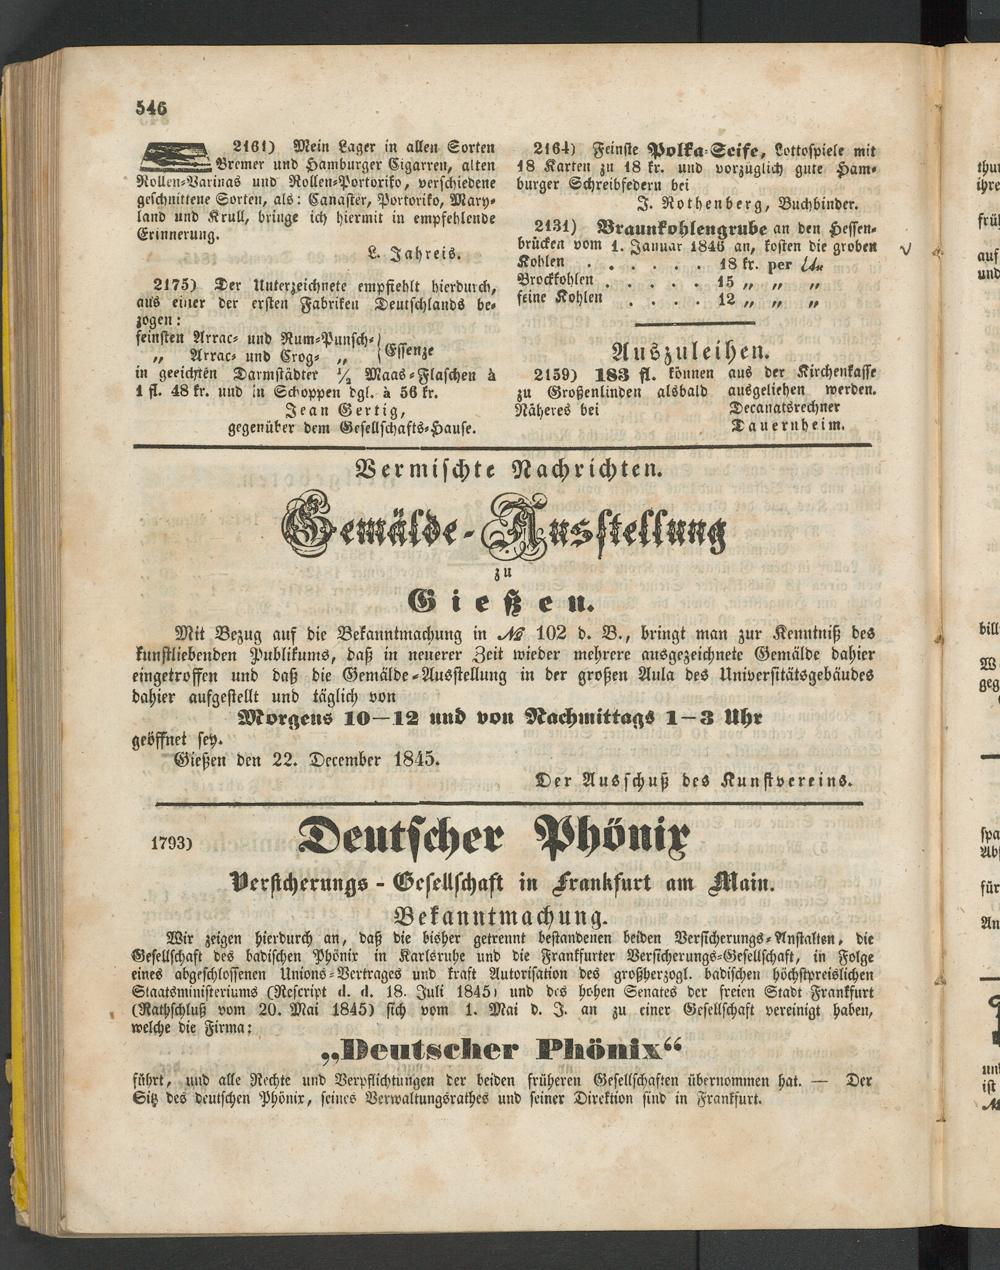 546
2161) Mein Lager in allen Sorten
Bremer und Hamburger Cigarren, alten
Rollen-Varinas und Rollen-Portoriko, verschiedene
geschnittene Sorten, als: Canaster, Portoriko, Mary-
land und Krull, bringe ich hiermit in empfehlende
Erinnerung.
L. Jahreis.
2175) Der Unterzeichnete empfiehlt hierdurch,
aus einer der ersten Fabriken Deutschlands be-
zogen:
feinsten Arrac- und Rum-Punsch-
„ Arrac- und Crog- „ } Essenze
in geeichten Darmstädter ½ Maas-Flaschen à
1 fl. 48 kr. und in Schoppen dgl. à 56 kr.
Jean Gertig,
gegenüber dem Gesellschafts-Hause.
2164) Feinste Polka-Seife, Lottospiele mit
18 Karten zu 18 kr. und vorzüglich gute Ham-
burger Schreibfedern bei
J. Rothenberg, Buchbinder.
2131) Braunkohlengrube an den Hessen-
brücken vom 1. Januar 1846 an, kosten die groben
Kohlen . . . . . . 18 kr. per
Brockkohlen . . . . . 15 „ „ „
feine Kohlen . . . . 12 „ „ „
Auszuleihen.
2159) 183 fl. können aus der Kirchenkasse
zu Großenlinden alsbald ausgeliehen werden.
Näheres bei Decanatsrechner
Dauernheim.
Vermischte Nachrichten.
Gemälde-Ausstellung
zu
Gießen.
Mit Bezug auf die Bekanntmachung in № 102 d. B., bringt man zur Kenntniß des
kunstliebenden Publikums, daß in neuerer Zeit wieder mehrere ausgezeichnete Gemälde dahier
eingetroffen und daß die Gemälde-Ausstellung in der großen Aula des Universitätsgebäudes
dahier aufgestellt und täglich von
Morgens 10—12 und von Nachmittags 1—3 Uhr
geöffnet sey.
Gießen den 22. December 1845.
Der Ausschuß des Kunstvereins.
1793) Deutscher Phönix
Versicherungs-Gesellschaft in Frankfurt am Main.
Bekanntmachung.
Wir zeigen hierdurch an, daß die bisher getrennt bestandenen beiden Versicherungs-Anstalten, die
Gesellschaft des badischen Phönix in Karlsruhe und die Frankfurter Versicherungs-Gesellschaft, in Folge
eines abgeschlossenen Unions-Vertrages und kraft Autorisation des großherzogl. badischen höchstpreislichen
Staatsministeriums (Rescript d. d. 18. Juli 1845) und des hohen Senates der freien Stadt Frankfurt
(Rathschluß vom 20. Mai 1845) sich vom 1. Mai d. J. an zu einer Gesellschaft vereinigt haben,
welche die Firma:
„Deutscher Phönix“
führt, und alle Rechte und Verpflichtungen der beiden früheren Gesellschaften übernommen hat. — Der
Sitz des deutschen Phönix, seines Verwaltungsrathes und seiner Direktion sind in Frankfurt.